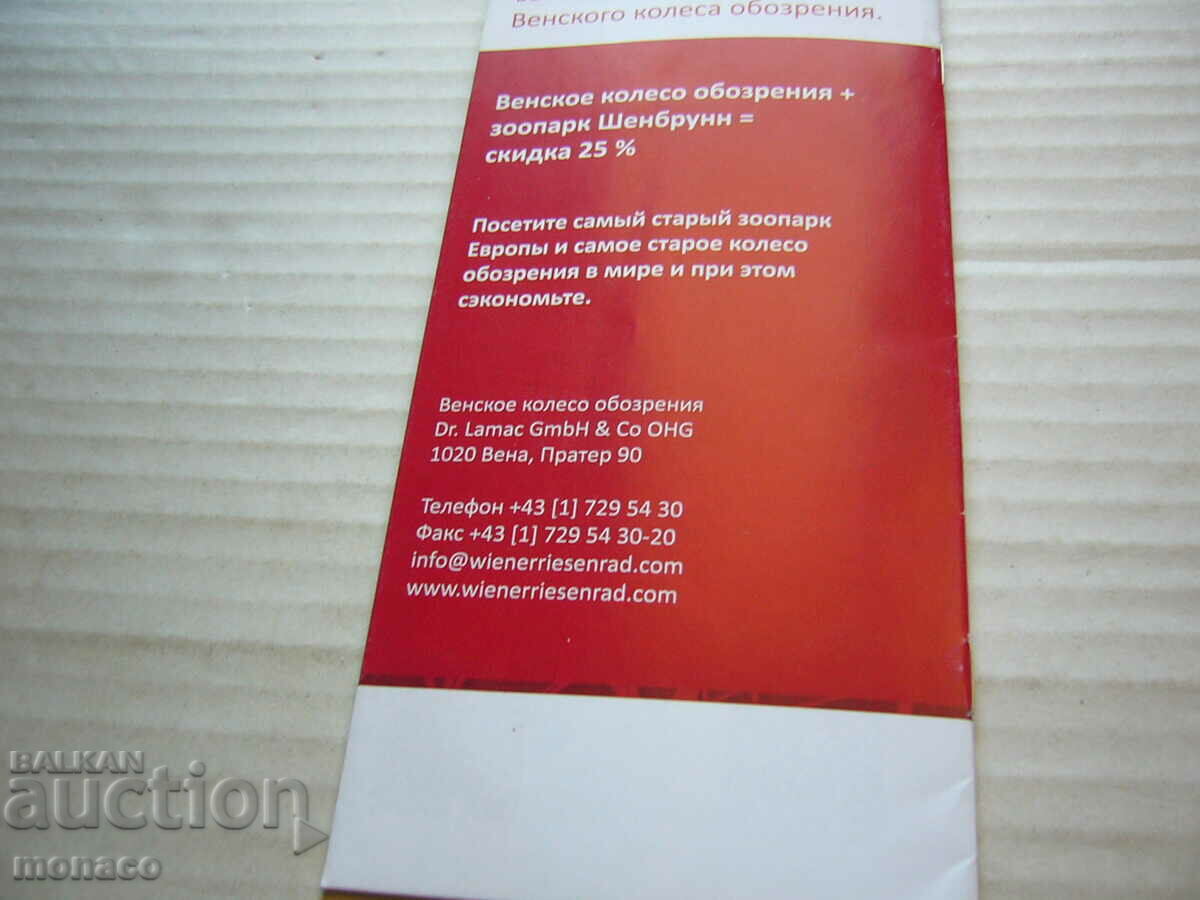 Венского колеса обозрения.
Венское колесо обозрения +
зоопарк Шенбрунн =
скидка 25 %
Посетите самый старый зоопарк
Европы и самое старое колесо
обозрения в мире и при этом
сэкономьте.
Венское колесо обозрения
Dr. Lamac GmbH & Co OHG
1020 Вена, Пратер 90
Телефон +43 [1] 729 54 30
Факс +43 [1] 729 54 30-20
info@wienerriesenrad.com
www.wienerriesenrad.com
BALKAN
auction
monaco